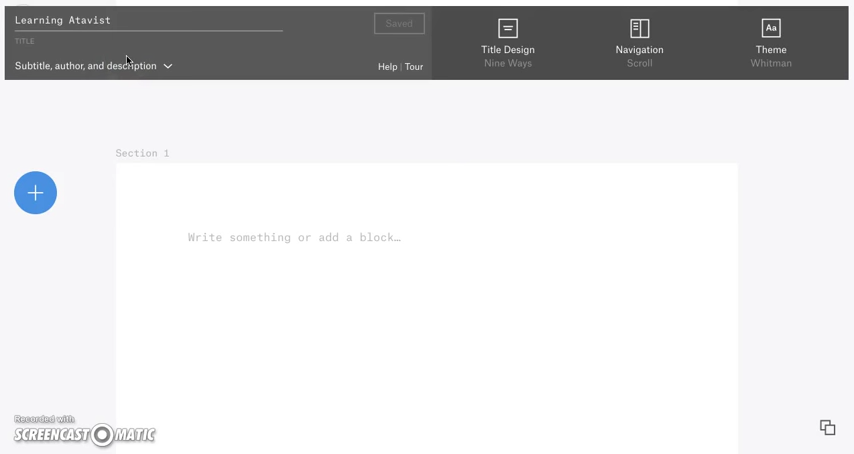 Learning Atavist
Saved
TITLE
Subtitle, author, and description
Help | Tour
Title Design
Nine Ways
Navigation
Scroll
Aa
Theme
Whitman
Section 1
Write something or add a block…
Recorded with
SCREENCAST MATIC